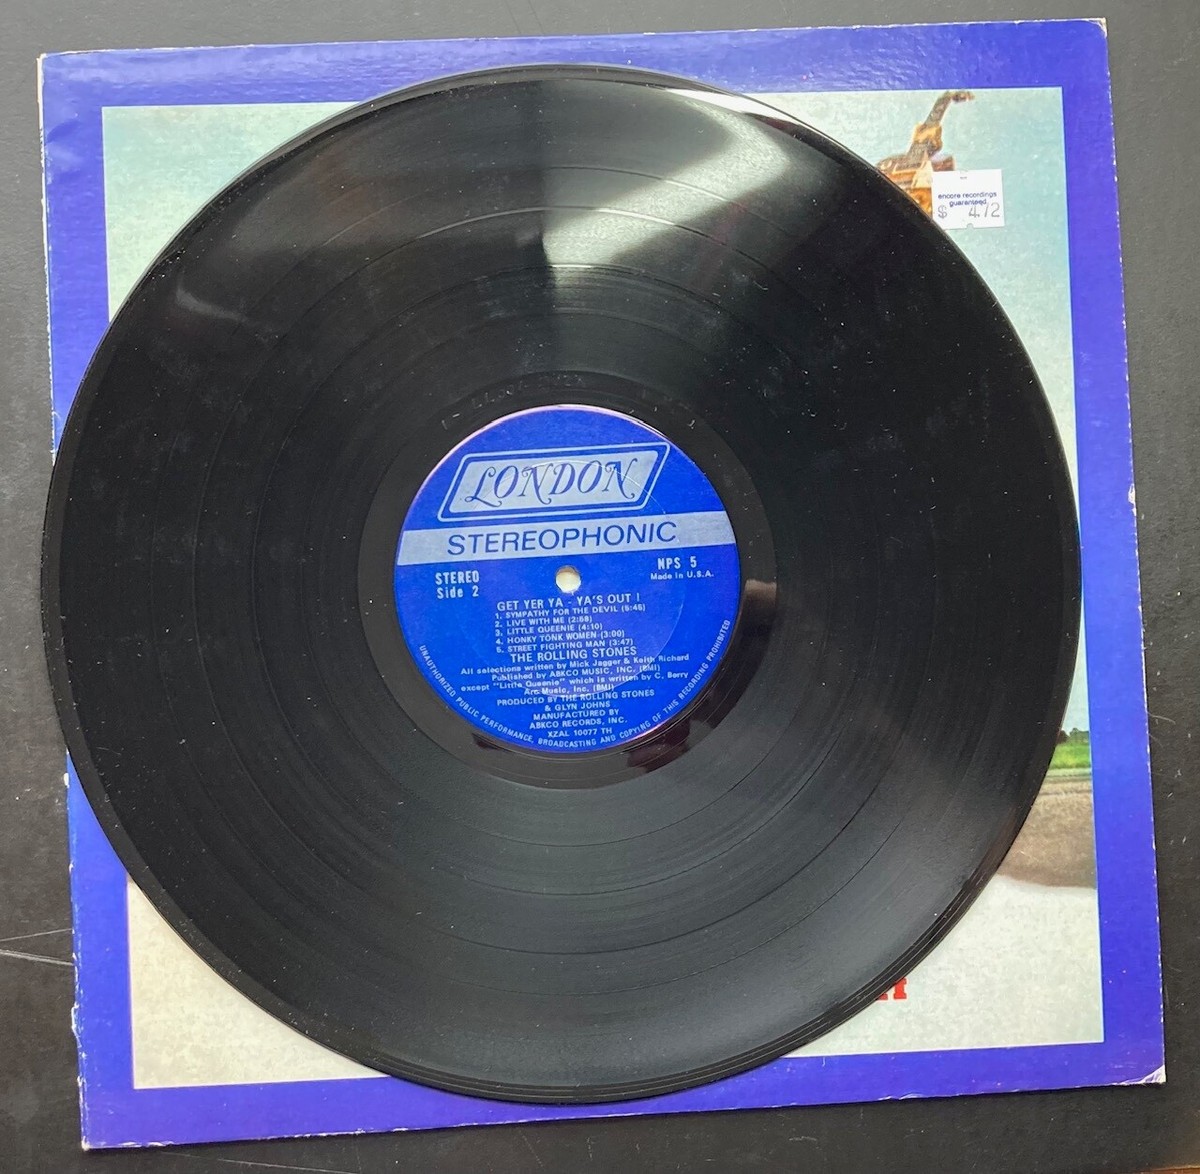 encore recordings
guaranteed
$ 4.72
LONDON
STEREOPHONIC
STEREO
Side 2
NPS 5
Made in U.S.A.
GET YER YA - YA'S OUT !
1. SYMPATHY FOR THE DEVIL (6:45)
2. LIVE WITH ME (2:58)
3. LITTLE QUEENIE (4:10)
4. HONKY TONK WOMEN (3:00)
5. STREET FIGHTING MAN (3:47)
THE ROLLING STONES
All selections written by Mick Jagger & Keith Richard
Published by ABKCO MUSIC, INC. (BMI)
except "Little Queenie" which is written by C. Berry
Arc Music, Inc. (BMI)
PRODUCED BY THE ROLLING STONES
& GLYN JOHNS
MANUFACTURED BY
ABKCO RECORDS, INC.
XZAL 10077 TH
UNAUTHORIZED PUBLIC PERFORMANCE, BROADCASTING AND COPYING OF THIS RECORDING PROHIBITED